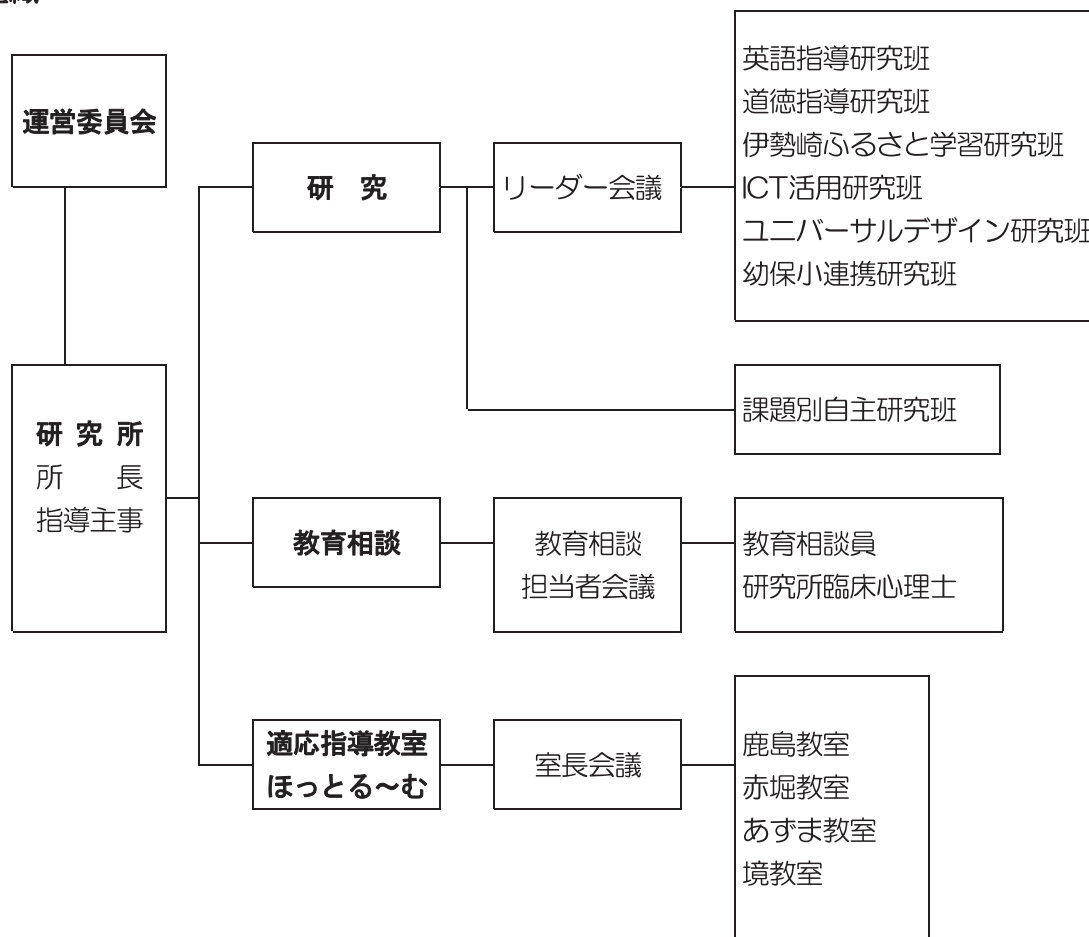 運営委員会
研究所
所　　長
指導主事
研　究
リーダー会議
英語指導研究班
道徳指導研究班
伊勢崎ふるさと学習研究班
ICT活用研究班
ユニバーサルデザイン研究班
幼保小連携研究班
課題別自主研究班
教育相談
教育相談
担当者会議
教育相談員
研究所臨床心理士
適応指導教室
ほっとる～む
室長会議
鹿島教室
赤堀教室
あずま教室
境教室